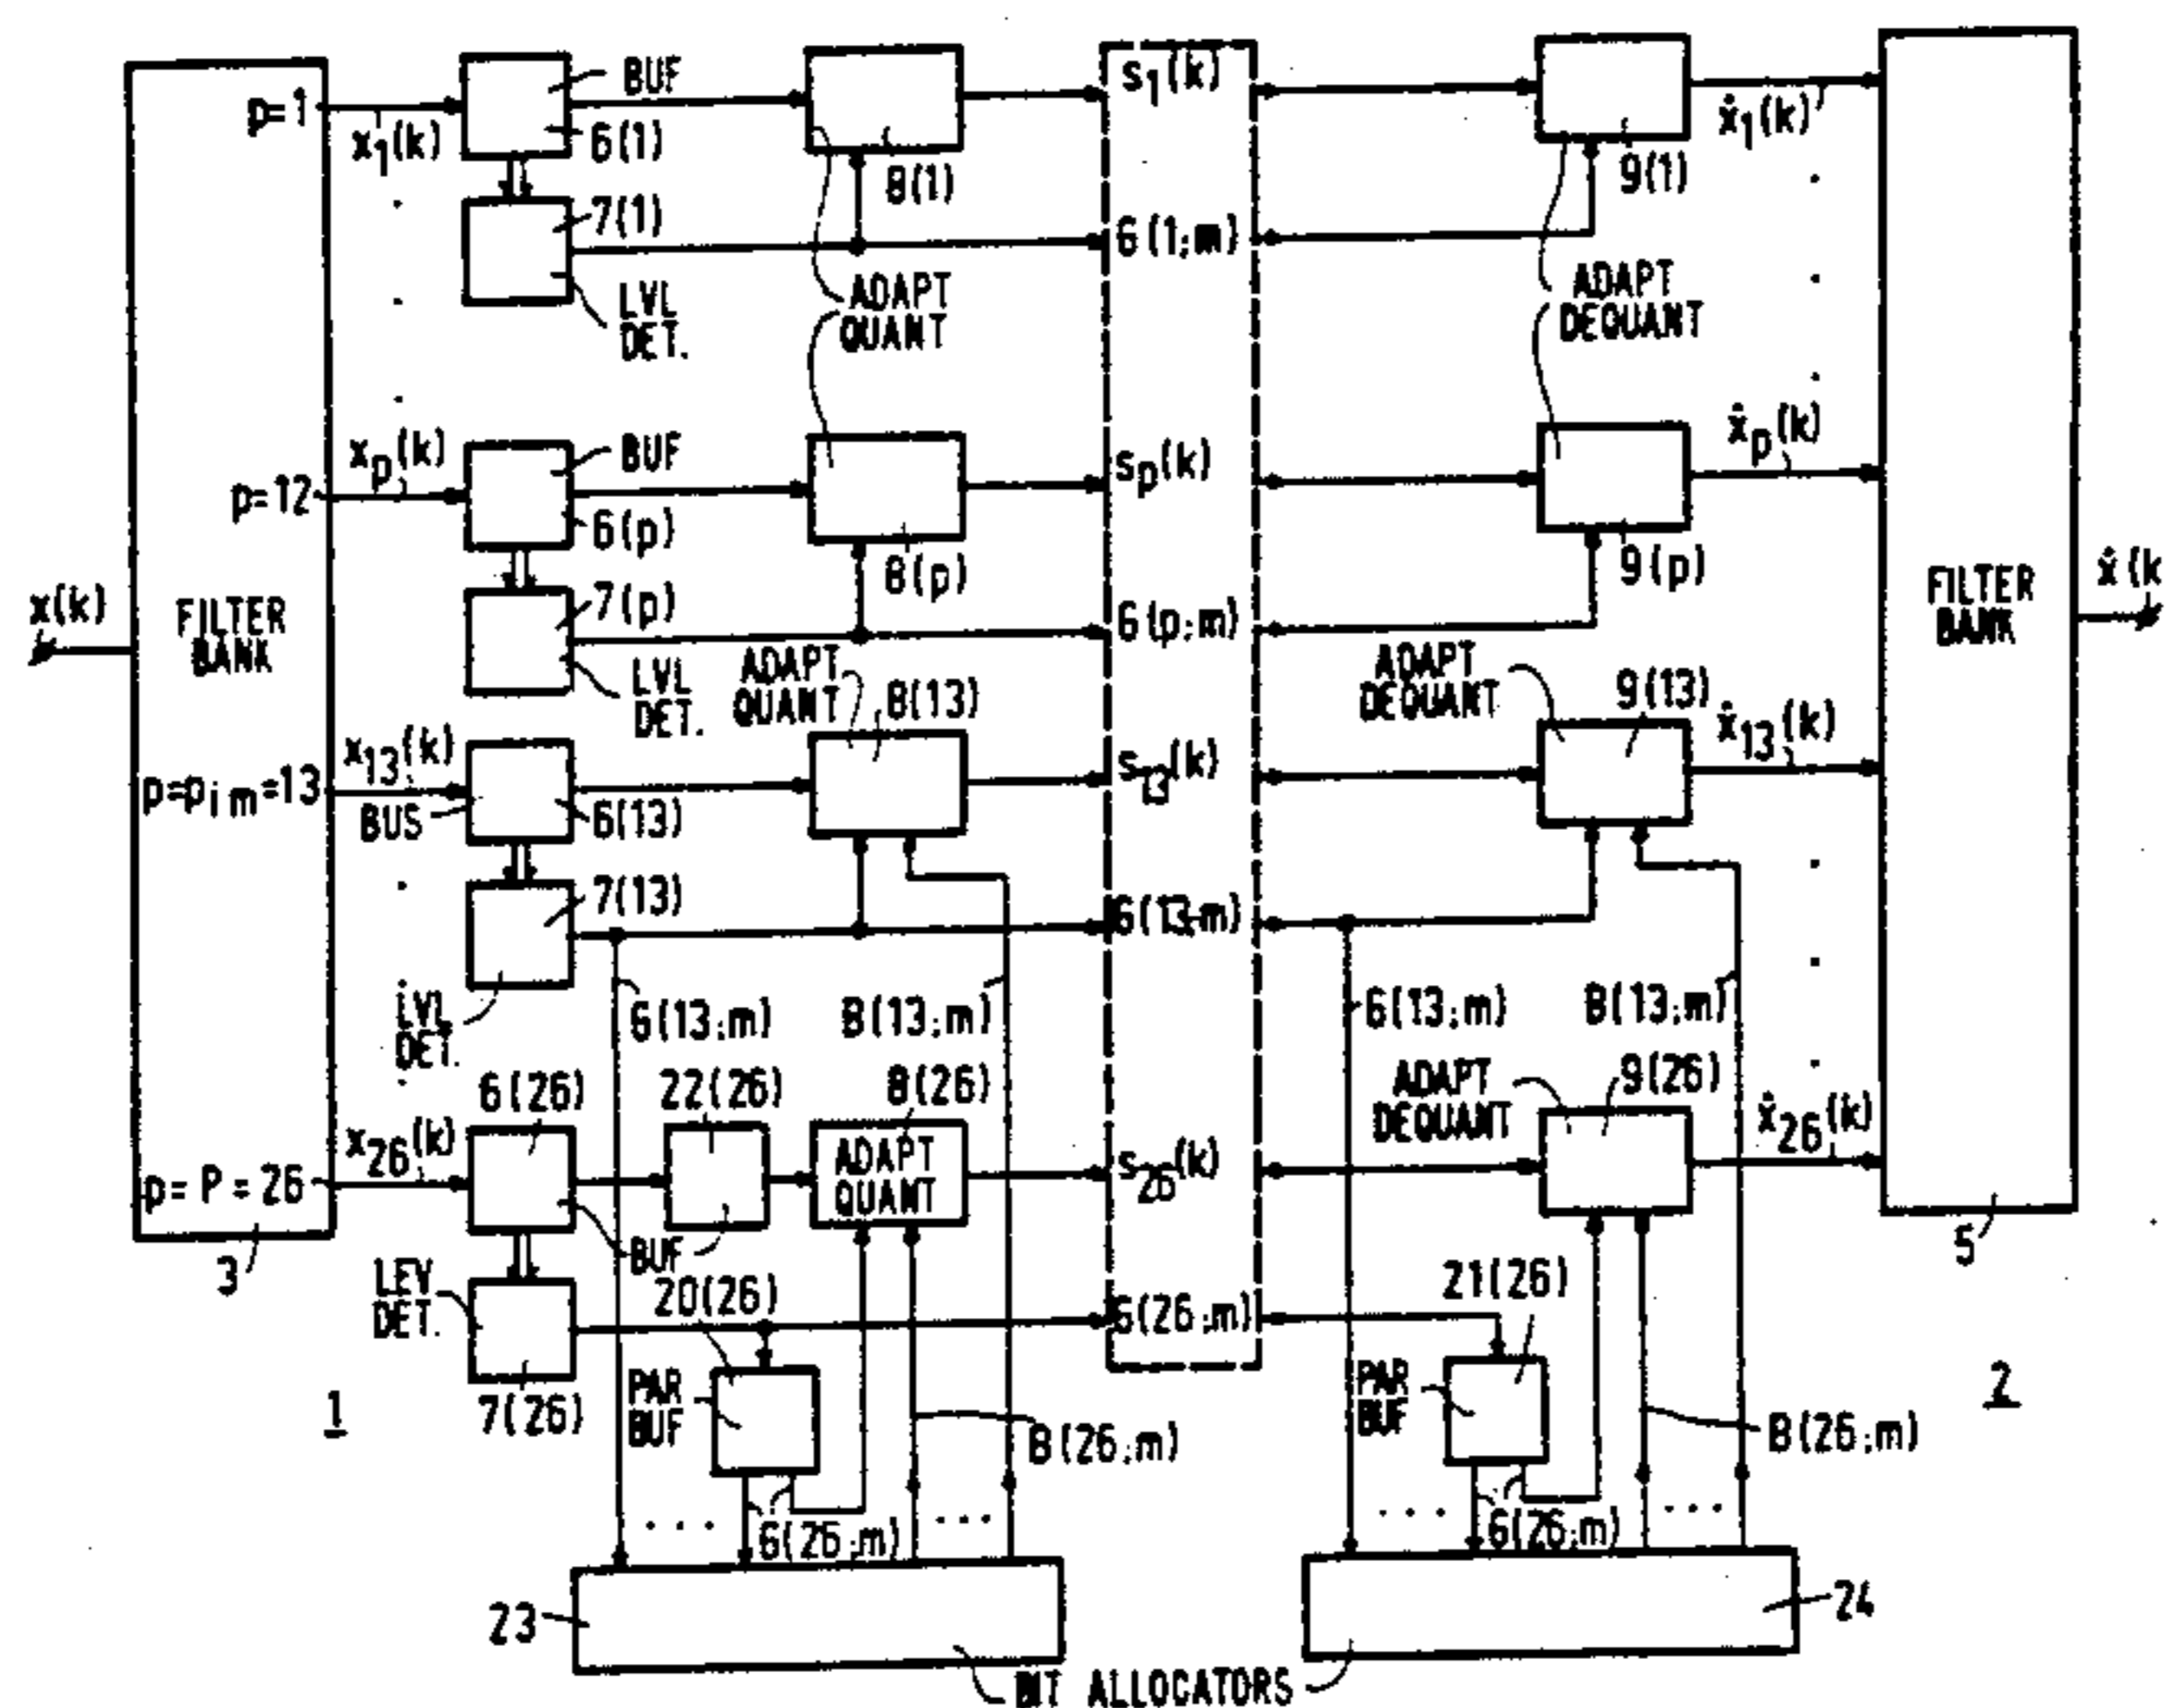 p=1
x1(k)
BUF
6(1)
8(1)
s1(k)
9(1)
ẋ1(k)
7(1)
6(1;m)
LVL
DET.
ADAPT
QUANT
ADAPT
DEQUANT
p=12
xp(k)
BUF
6(p)
8(p)
sp(k)
9(p)
ẋp(k)
x(k)
FILTER
BANK
7(p)
6(p;m)
FILTER
BANK
ẋ(k
LVL
DET.
ADAPT
QUANT
8(13)
ADAPT
DEQUANT
9(13)
p=pim=13
x13(k)
BUS
6(13)
s13(k)
ẋ13(k)
7(13)
6(13-m)
LVL
DET.
6(13;m)
B(13;m)
6(13;m)
B(13;m)
6(26)
22(26)
8(26)
ADAPT
DEQUANT
9(26)
p=P=26
x26(k)
ADAPT
QUANT
s26(k)
ẋ26(k)
3
BUF
5
LEV
DET.
20(26)
21(26)
6(26;m)
1
7(26)
PAR
BUF
B(26;m)
PAR
BUF
B(26;m)
2
. . .
6(26;m)
. . .
. . .
6(26;m)
. . .
23
24
BIT ALLOCATORS